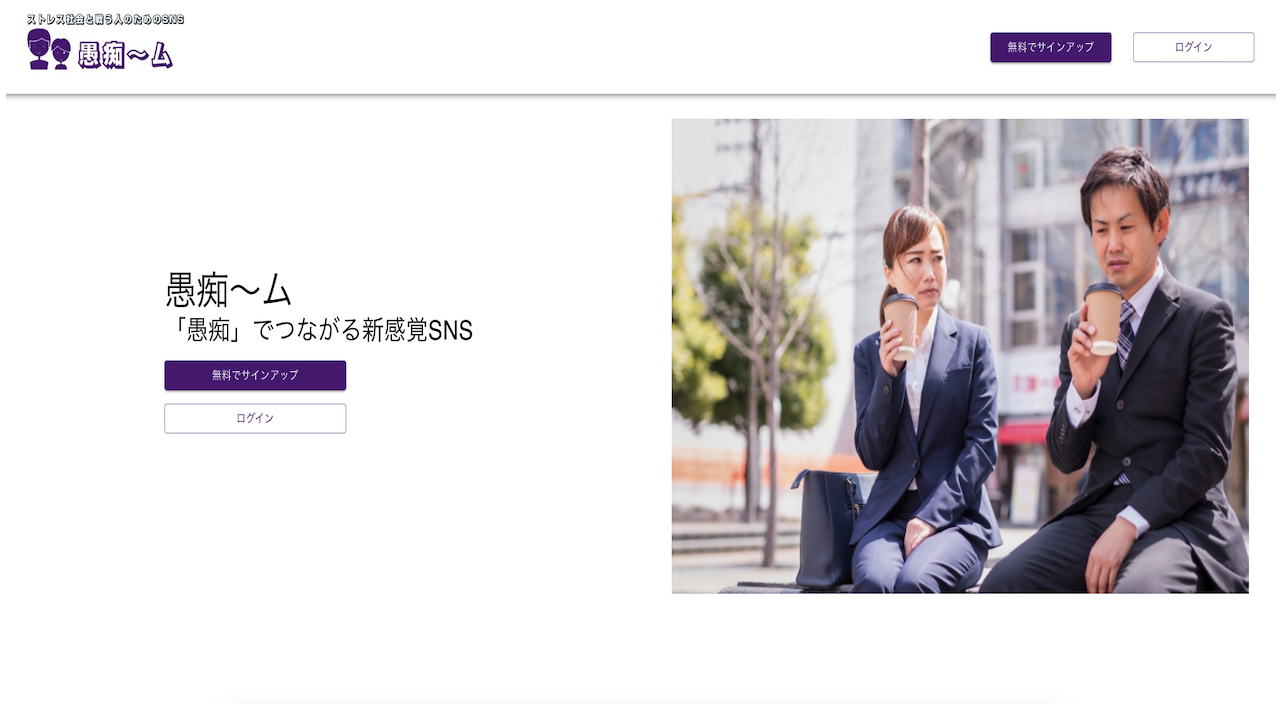 ストレス社会と戦う人のためのSNS
愚痴〜ム
無料でサインアップ
ログイン
愚痴〜ム
「愚痴」でつながる新感覚SNS
無料でサインアップ
ログイン